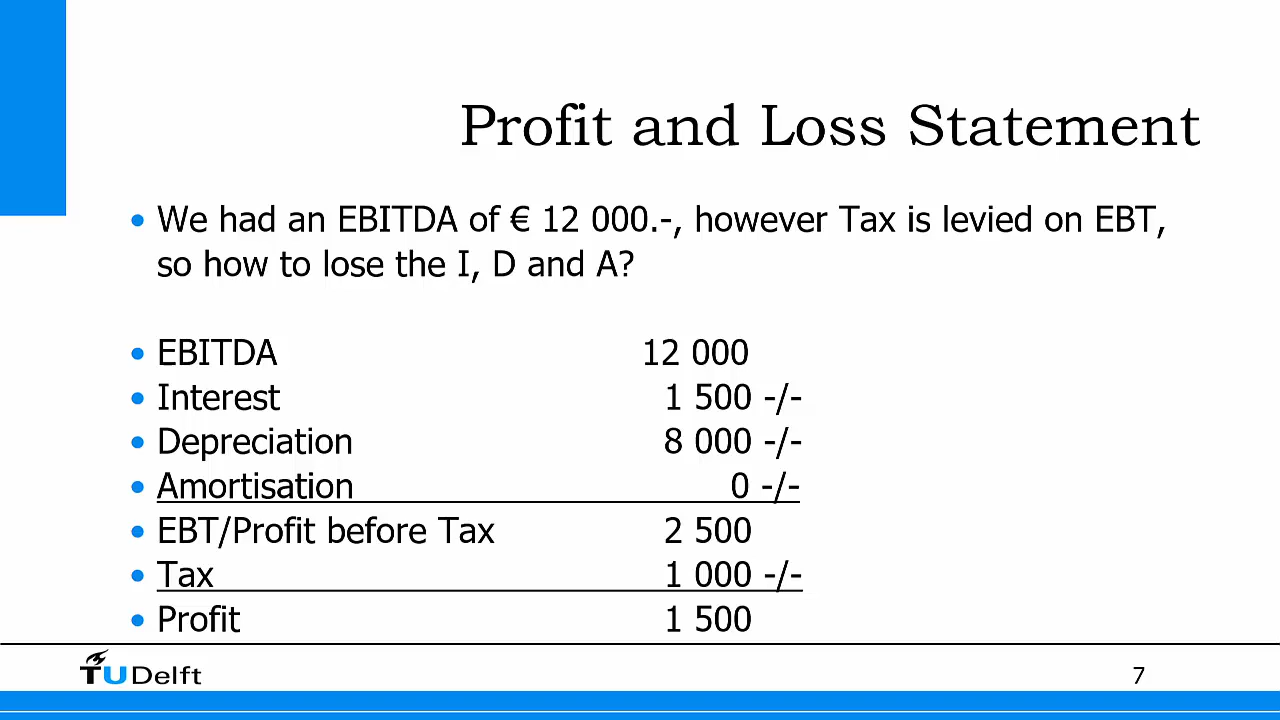 Profit and Loss Statement
• We had an EBITDA of € 12 000.-, however Tax is levied on EBT,
so how to lose the I, D and A?
• EBITDA 12 000
• Interest 1 500 -/-
• Depreciation 8 000 -/-
• Amortisation 0 -/-
• EBT/Profit before Tax 2 500
• Tax 1 000 -/-
• Profit 1 500
TU Delft
7